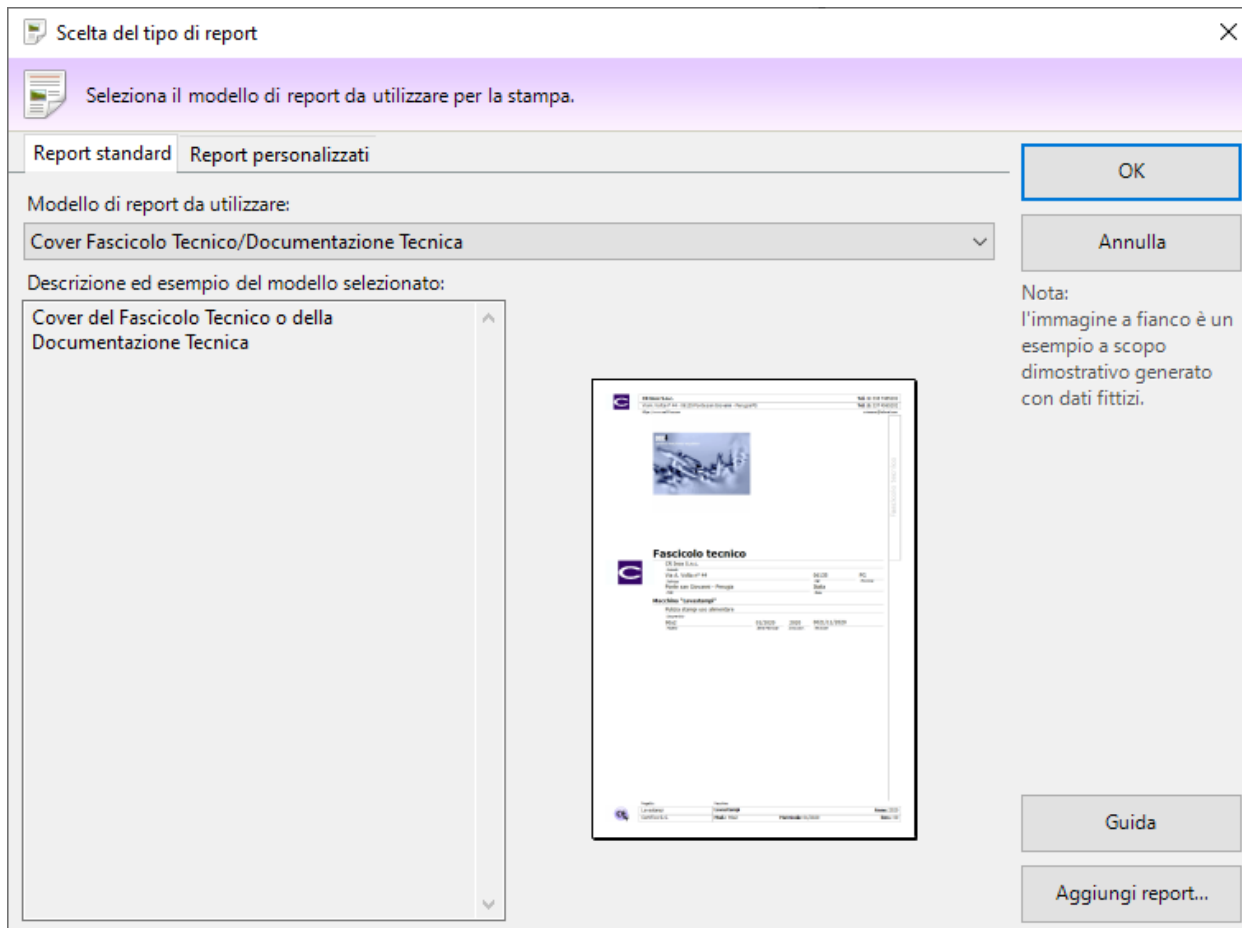 Scelta del tipo di report
Seleziona il modello di report da utilizzare per la stampa.
Report standard
Report personalizzati
Modello di report da utilizzare:
Cover Fascicolo Tecnico/Documentazione Tecnica
Descrizione ed esempio del modello selezionato:
Cover del Fascicolo Tecnico o della
Documentazione Tecnica
Fascicolo tecnico
Macchina "Lavastampi"
OK
Annulla
Nota:
l'immagine a fianco è un
esempio a scopo
dimostrativo generato
con dati fittizi.
Guida
Aggiungi report...